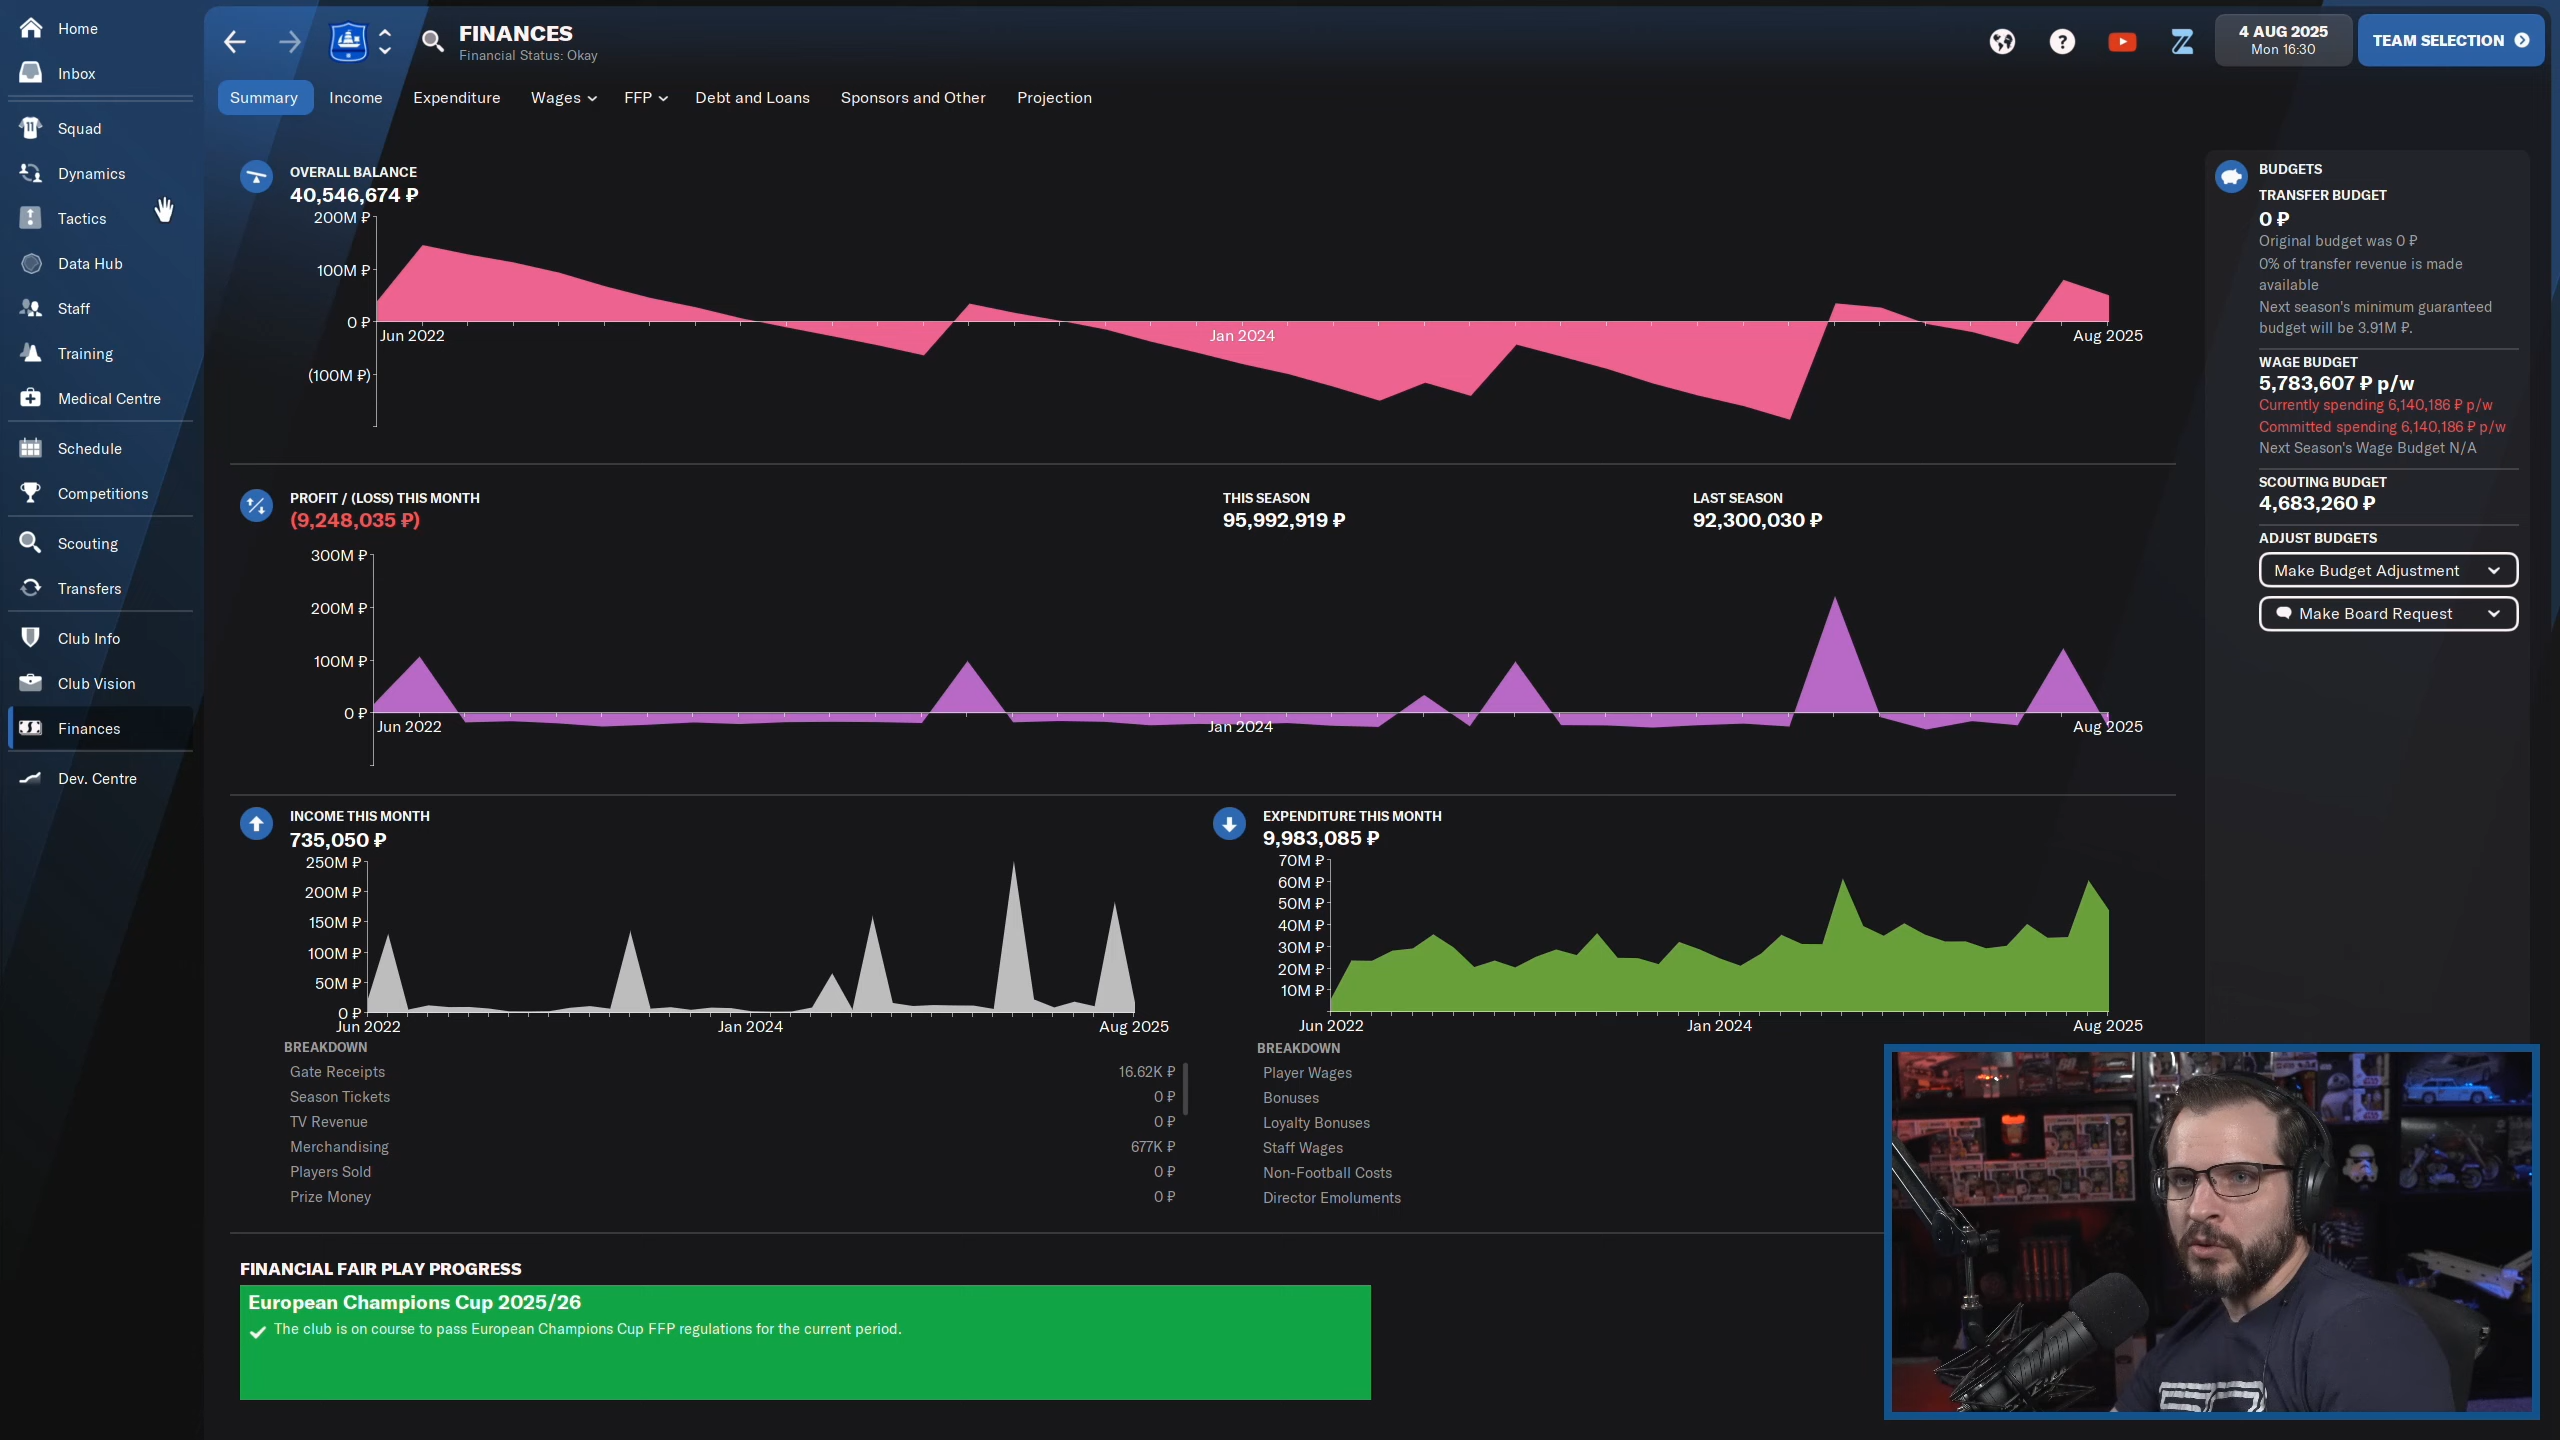 Home
Inbox
Squad
Dynamics
Tactics
Data Hub
Staff
Training
Medical Centre
Schedule
Competitions
Scouting
Transfers
Club Info
Club Vision
Finances
Dev. Centre
FINANCES
Financial Status: Okay
4 AUG 2025
Mon 16:30
TEAM SELECTION
Summary
Income
Expenditure
Wages
FFP
Debt and Loans
Sponsors and Other
Projection
OVERALL BALANCE
40,546,674 ₽
200M ₽
100M ₽
0 ₽
(100M ₽)
Jun 2022
Jan 2024
Aug 2025
PROFIT / (LOSS) THIS MONTH
(9,248,035 ₽)
THIS SEASON
95,992,919 ₽
LAST SEASON
92,300,030 ₽
300M ₽
200M ₽
100M ₽
0 ₽
Jun 2022
Jan 2024
Aug 2025
INCOME THIS MONTH
735,050 ₽
250M ₽
200M ₽
150M ₽
100M ₽
50M ₽
0 ₽
Jun 2022
Jan 2024
Aug 2025
BREAKDOWN
Gate Receipts 16.62K ₽
Season Tickets 0 ₽
TV Revenue 0 ₽
Merchandising 677K ₽
Players Sold 0 ₽
Prize Money 0 ₽
EXPENDITURE THIS MONTH
9,983,085 ₽
70M ₽
60M ₽
50M ₽
40M ₽
30M ₽
20M ₽
10M ₽
Jun 2022
Jan 2024
Aug 2025
BREAKDOWN
Player Wages
Bonuses
Loyalty Bonuses
Staff Wages
Non-Football Costs
Director Emoluments
FINANCIAL FAIR PLAY PROGRESS
European Champions Cup 2025/26
The club is on course to pass European Champions Cup FFP regulations for the current period.
BUDGETS
TRANSFER BUDGET
0 ₽
Original budget was 0 ₽
0% of transfer revenue is made
available
Next season's minimum guaranteed
budget will be 3.91M ₽.
WAGE BUDGET
5,783,607 ₽ p/w
Currently spending 6,140,186 ₽ p/w
Committed spending 6,140,186 ₽ p/w
Next Season's Wage Budget N/A
SCOUTING BUDGET
4,683,260 ₽
ADJUST BUDGETS
Make Budget Adjustment
Make Board Request